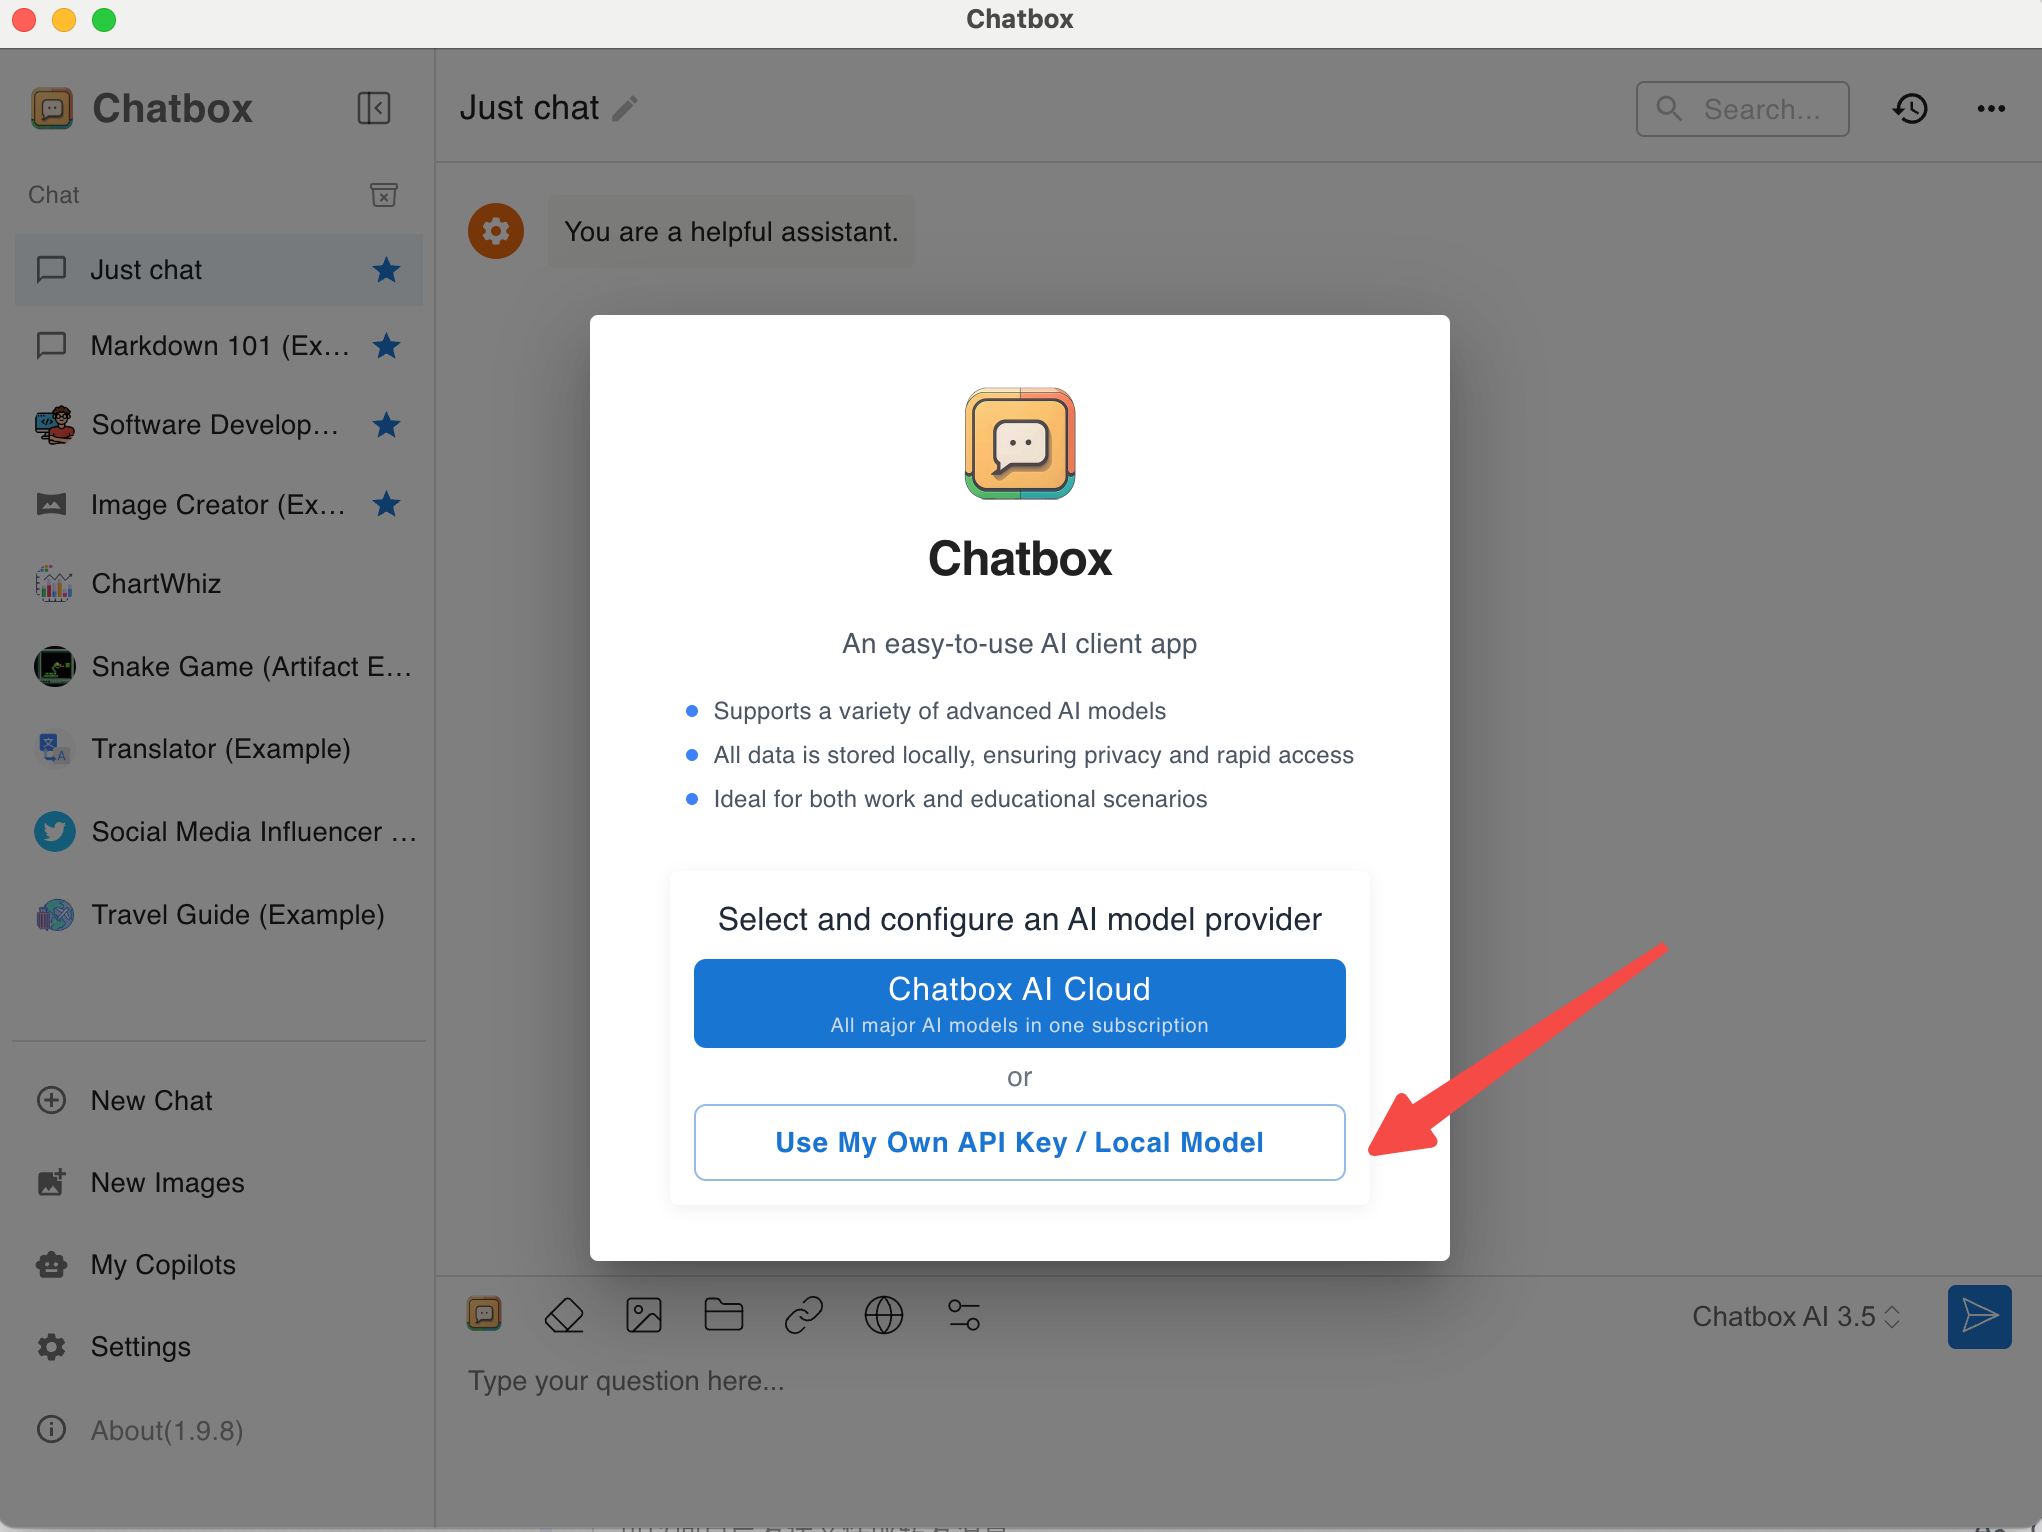 Chatbox
Chatbox
Just chat
Search...
Chat
You are a helpful assistant.
Just chat
Markdown 101 (Ex...
Software Develop...
Image Creator (Ex...
ChartWhiz
Snake Game (Artifact E...
Translator (Example)
Social Media Influencer ...
Travel Guide (Example)
Chatbox
An easy-to-use AI client app
Supports a variety of advanced AI models
All data is stored locally, ensuring privacy and rapid access
Ideal for both work and educational scenarios
Select and configure an AI model provider
Chatbox AI Cloud
All major AI models in one subscription
or
Use My Own API Key / Local Model
New Chat
New Images
My Copilots
Settings
About(1.9.8)
Chatbox AI 3.5
Type your question here...